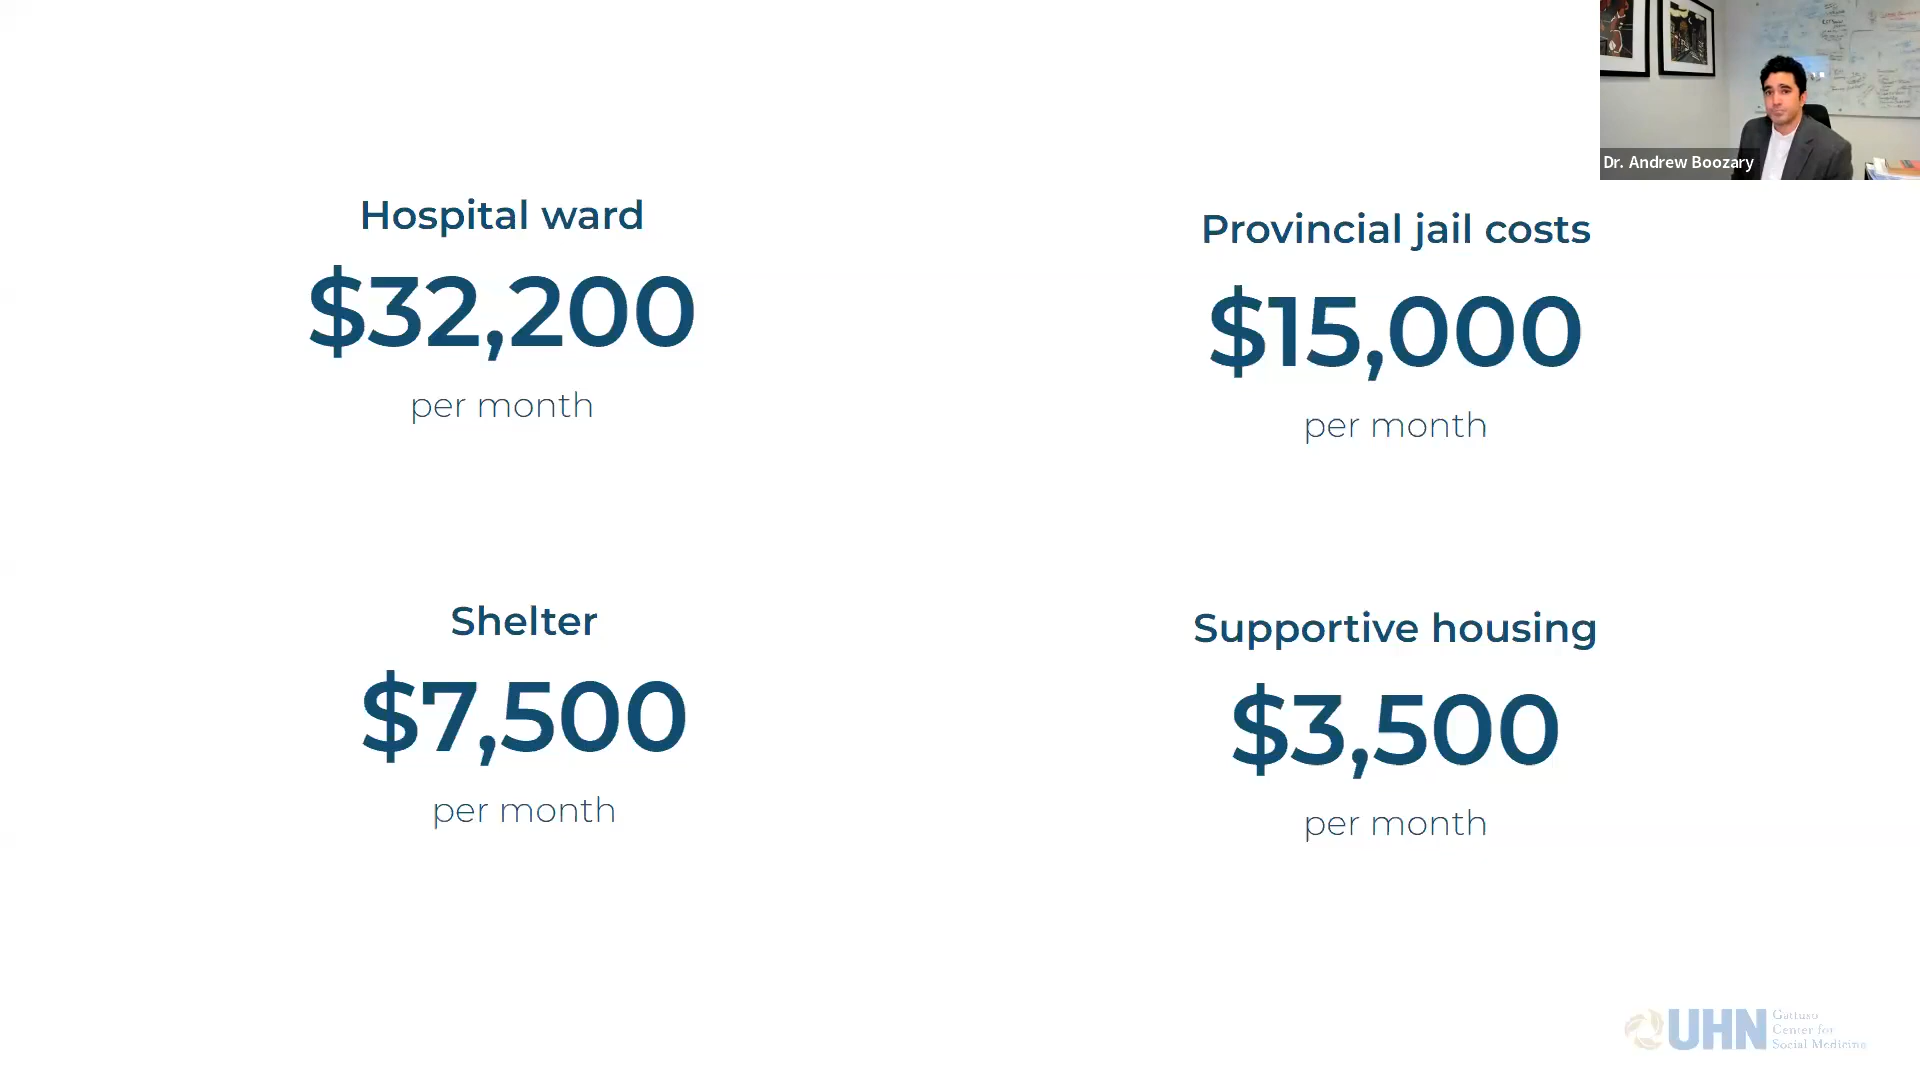 Dr. Andrew Boozary
Hospital ward
$32,200
per month
Provincial jail costs
$15,000
per month
Shelter
$7,500
per month
Supportive housing
$3,500
per month
UHN
Gattuso
Center for
Social Medicine